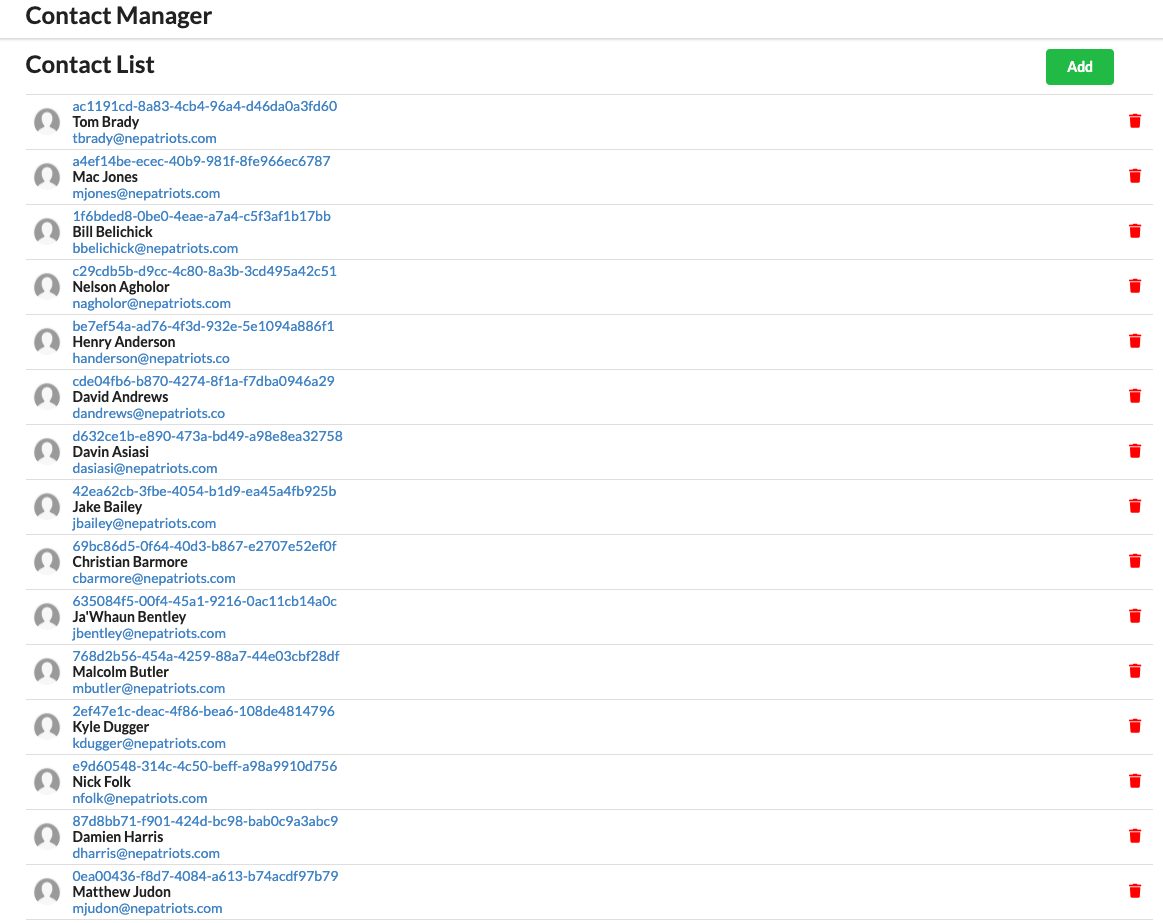 Contact Manager
Contact List
Add
ac1191cd-8a83-4cb4-96a4-d46da0a3fd60
Tom Brady
tbrady@nepatriots.com
a4ef14be-ecec-40b9-981f-8fe966ec6787
Mac Jones
mjones@nepatriots.com
1f6bded8-0be0-4eae-a7a4-c5f3af1b17bb
Bill Belichick
bbelichick@nepatriots.com
c29cdb5b-d9cc-4c80-8a3b-3cd495a42c51
Nelson Agholor
nagholor@nepatriots.com
be7ef54a-ad76-4f3d-932e-5e1094a886f1
Henry Anderson
handerson@nepatriots.co
cde04fb6-b870-4274-8f1a-f7dba0946a29
David Andrews
dandrews@nepatriots.co
d632ce1b-e890-473a-bd49-a98e8ea32758
Davin Asiasi
dasiasi@nepatriots.com
42ea62cb-3fbe-4054-b1d9-ea45a4fb925b
Jake Bailey
jbailey@nepatriots.com
69bc86d5-0f64-40d3-b867-e2707e52ef0f
Christian Barmore
cbarmore@nepatriots.com
635084f5-00f4-45a1-9216-0ac11cb14a0c
Ja'Whaun Bentley
jbentley@nepatriots.com
768d2b56-454a-4259-88a7-44e03cbf28df
Malcolm Butler
mbutler@nepatriots.com
2ef47e1c-deac-4f86-bea6-108de4814796
Kyle Dugger
kdugger@nepatriots.com
e9d60548-314c-4c50-beff-a98a9910d756
Nick Folk
nfolk@nepatriots.com
87d8bb71-f901-424d-bc98-bab0c9a3abc9
Damien Harris
dharris@nepatriots.com
0ea00436-f8d7-4084-a613-b74acdf97b79
Matthew Judon
mjudon@nepatriots.com